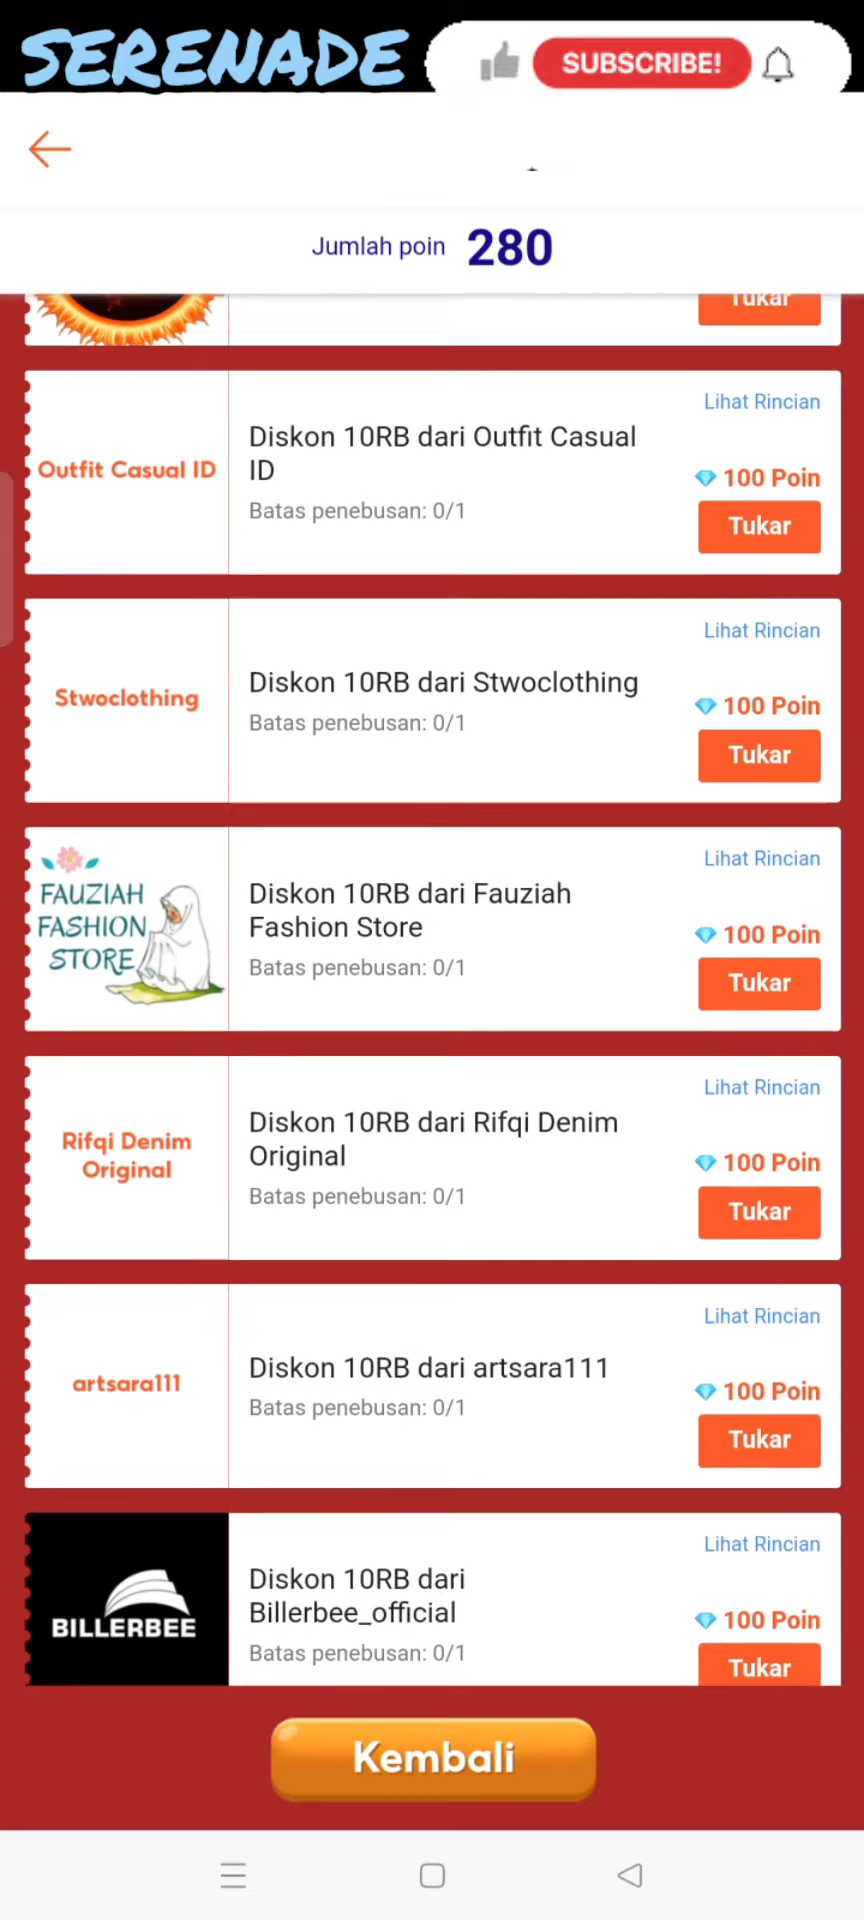 SERENADE
SUBSCRIBE!
Jumlah poin 280
Tukar
Outfit Casual ID
Diskon 10RB dari Outfit Casual
ID
Batas penebusan: 0/1
Lihat Rincian
100 Poin
Tukar
Stwoclothing
Diskon 10RB dari Stwoclothing
Batas penebusan: 0/1
Lihat Rincian
100 Poin
Tukar
FAUZIAH
FASHION
STORE
Diskon 10RB dari Fauziah
Fashion Store
Batas penebusan: 0/1
Lihat Rincian
100 Poin
Tukar
Rifqi Denim
Original
Diskon 10RB dari Rifqi Denim
Original
Batas penebusan: 0/1
Lihat Rincian
100 Poin
Tukar
artsara111
Diskon 10RB dari artsara111
Batas penebusan: 0/1
Lihat Rincian
100 Poin
Tukar
BILLERBEE
Diskon 10RB dari
Billerbee_official
Batas penebusan: 0/1
Lihat Rincian
100 Poin
Tukar
Kembali